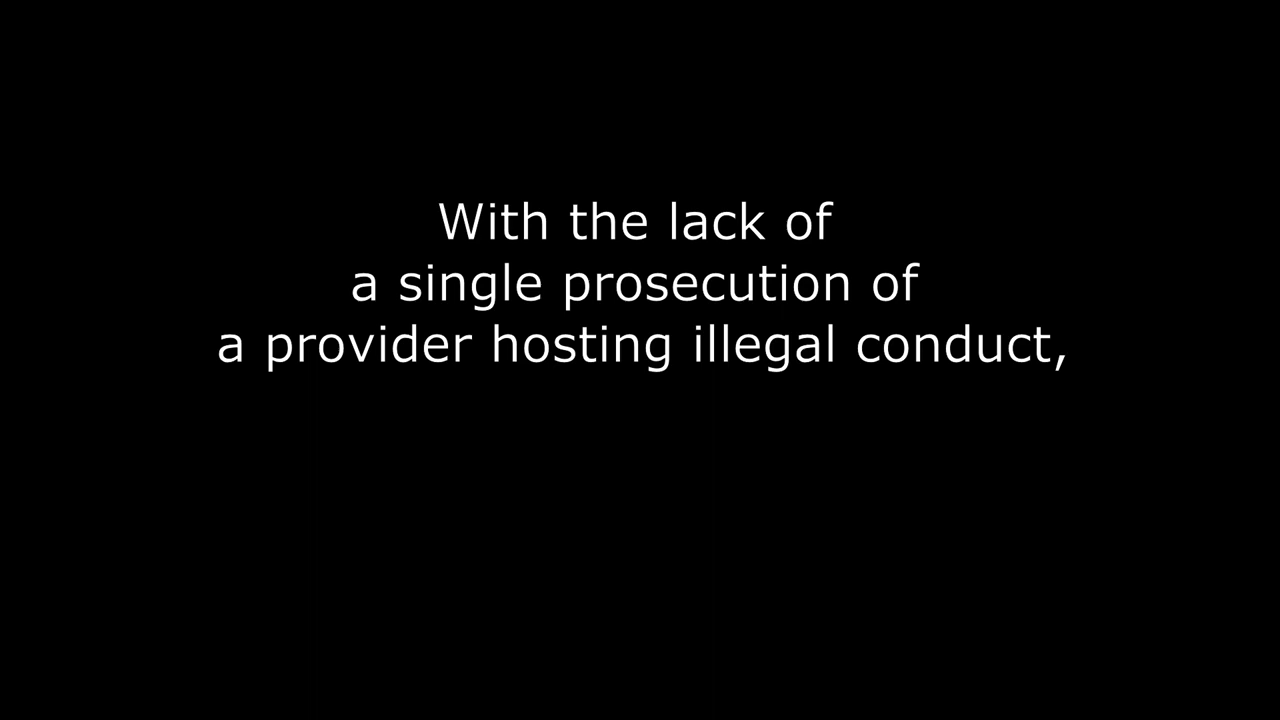 With the lack of
a single prosecution of
a provider hosting illegal conduct,